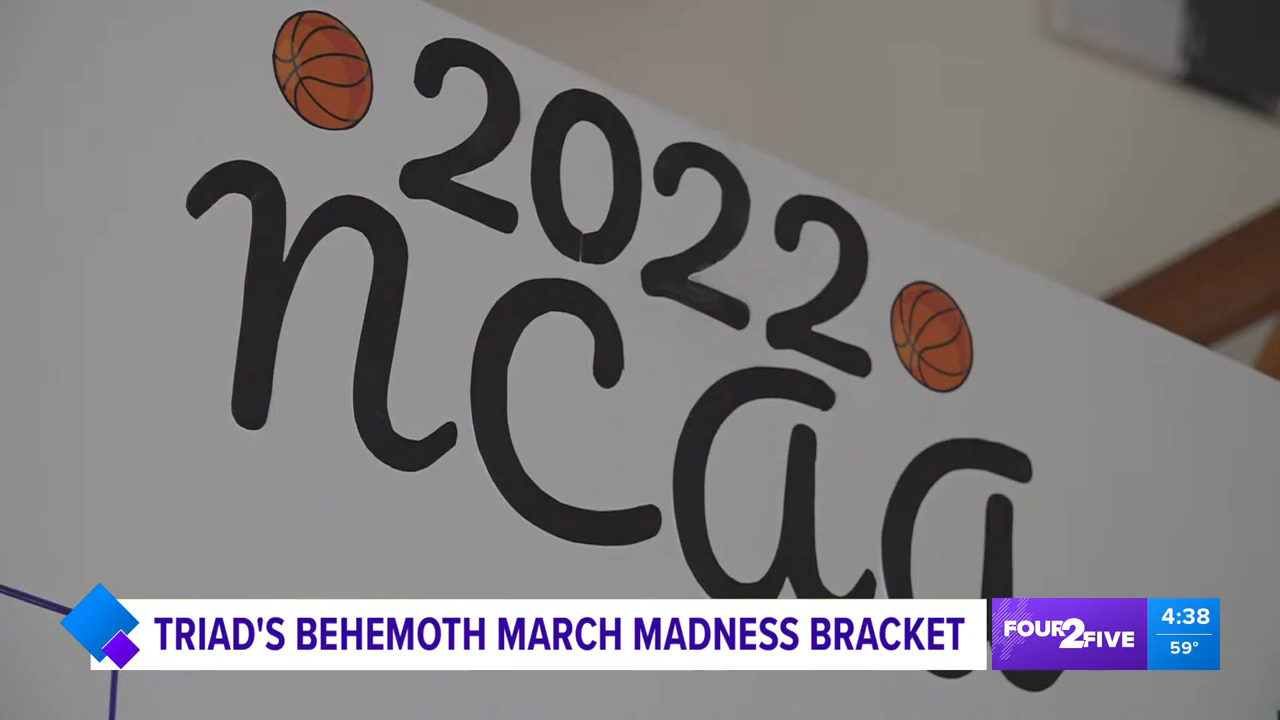 2022
ncaa
TRIAD'S BEHEMOTH MARCH MADNESS BRACKET
FOUR2FIVE
4:38
59°